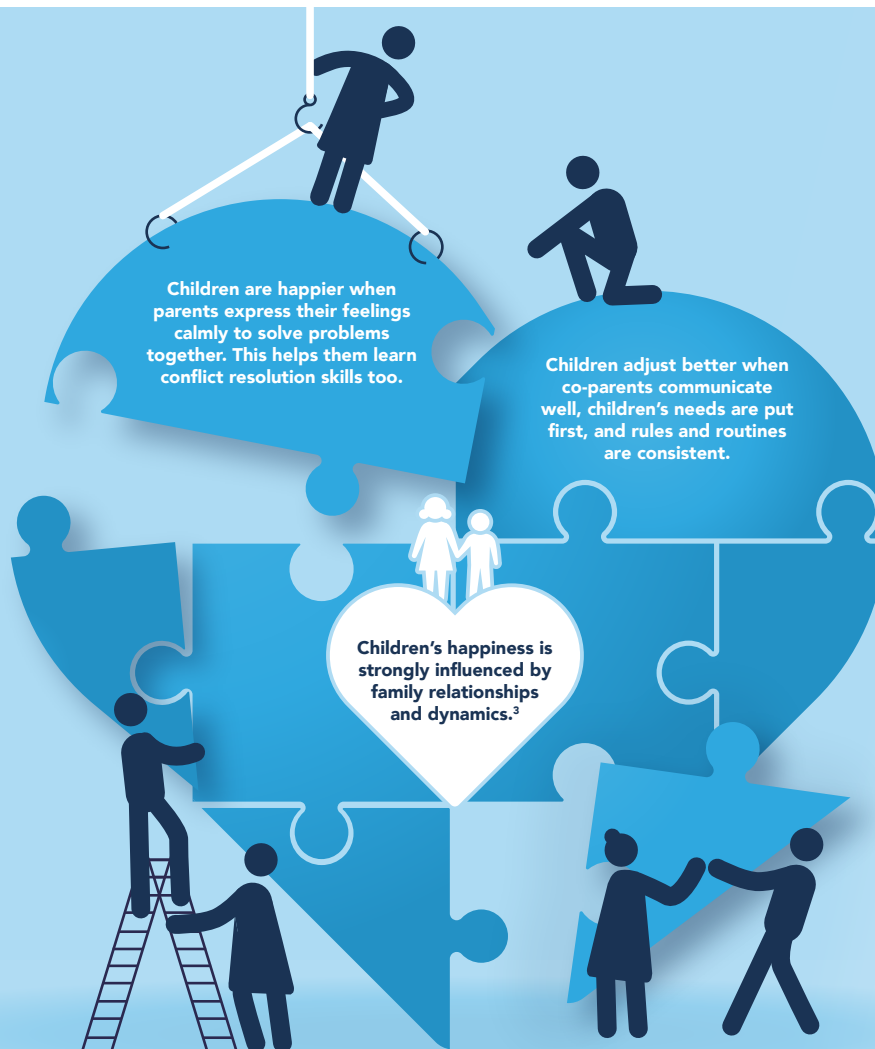 Children are happier when
parents express their feelings
calmly to solve problems
together. This helps them learn
conflict resolution skills too.
Children adjust better when
co-parents communicate
well, children’s needs are put
first, and rules and routines
are consistent.
Children’s happiness is
strongly influenced by
family relationships
and dynamics.³